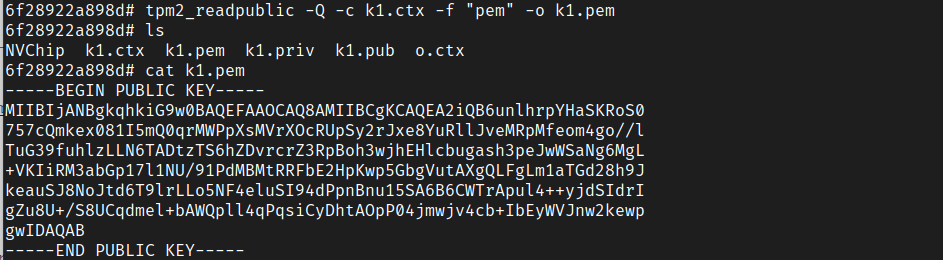 6f28922a898d# tpm2_readpublic -Q -c k1.ctx -f "pem" -o k1.pem
6f28922a898d# ls
NVChip  k1.ctx  k1.pem  k1.priv  k1.pub  o.ctx
6f28922a898d# cat k1.pem
-----BEGIN PUBLIC KEY-----
MIIBIjANBgkqhkiG9w0BAQEFAAOCAQ8AMIIBCgKCAQEA2iQB6unlhrpYHaSKRoS0
757cQmkex081I5mQ0qrMWPpXsMVrXOcRUpSy2rJxe8YuRllJveMRpMfeom4go//l
TuG39fuhlzLLN6TADtzTS6hZDvrcrZ3RpBoh3wjhEHlcbugash3peJwWSaNg6MgL
+VKIiRM3abGp17l1NU/91PdMBMtRRFbE2HpKwp5GbgVutAXgQLFgLm1aTGd28h9J
keauSJ8NoJtd6T9lrLLo5NF4eluSI94dPpnBnu15SA6B6CWTrApul4++yjdSIdrI
gZu8U+/S8UCqdmel+bAWQpll4qPqsiCyDhtAOpP04jmwjv4cb+IbEyWVJnw2kewp
gwIDAQAB
-----END PUBLIC KEY-----